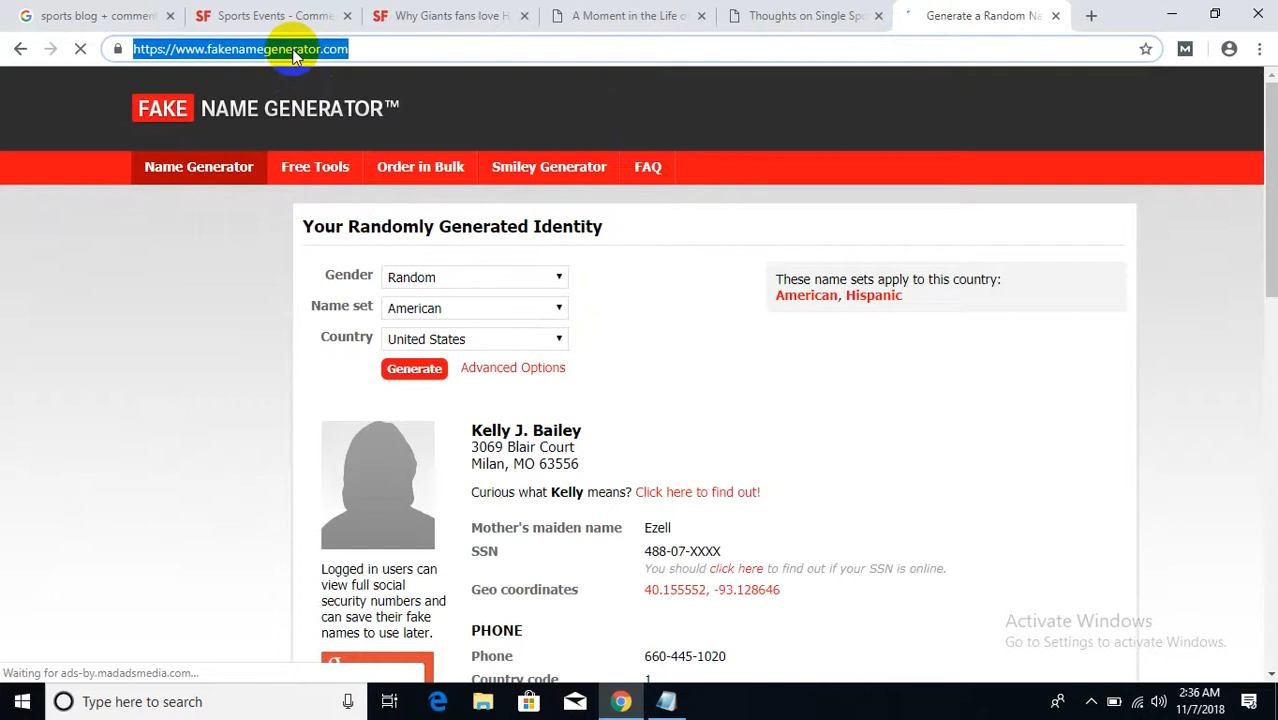 sports blog + comment
SF Sports Events - Comme
SF Why Giants fans love H
A Moment in the Life o
Thoughts on Single Spo
Generate a Random Na
https://www.fakenamegenerator.com
M
FAKE NAME GENERATOR™
Name Generator Free Tools Order in Bulk Smiley Generator FAQ
Your Randomly Generated Identity
Gender Random
Name set American
Country United States
These name sets apply to this country:
American, Hispanic
Generate Advanced Options
Kelly J. Bailey
3069 Blair Court
Milan, MO 63556
Curious what Kelly means? Click here to find out!
Mother's maiden name Ezell
SSN 488-07-XXXX
You should click here to find out if your SSN is online.
Geo coordinates 40.155552, -93.128646
Logged in users can
view full social
security numbers and
can save their fake
names to use later.
PHONE
Phone 660-445-1020
Country code 1
Activate Windows
Go to Settings to activate Windows.
Waiting for ads-by.madadsmedia.com...
Type here to search
2:36 AM
11/7/2018